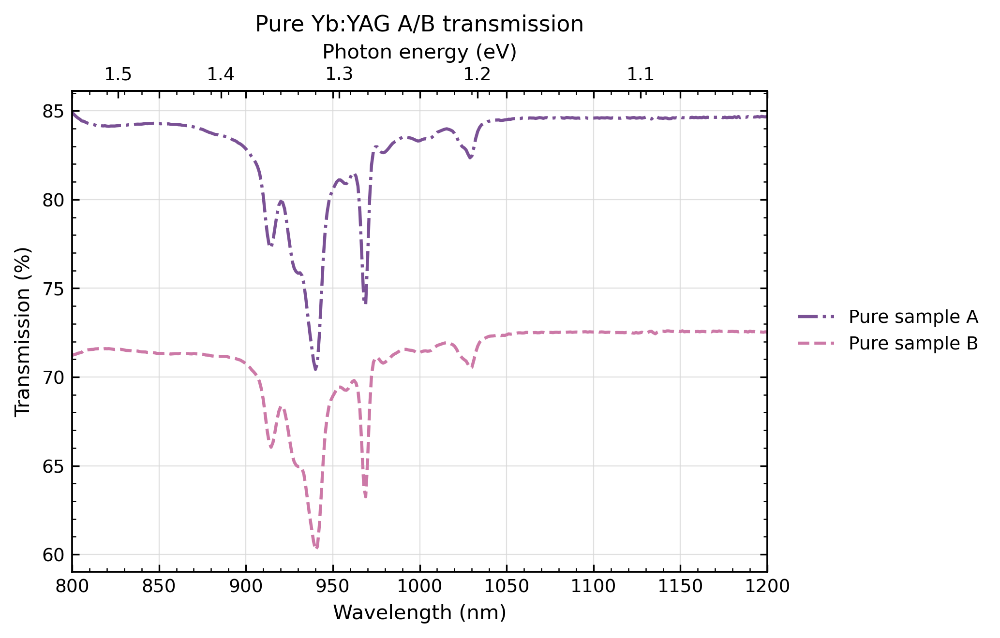 Pure Yb:YAG A/B transmission
Photon energy (eV)
1.5 1.4 1.3 1.2 1.1
85
80
75
70
65
60
Transmission (%)
800 850 900 950 1000 1050 1100 1150 1200
Wavelength (nm)
Pure sample A
Pure sample B